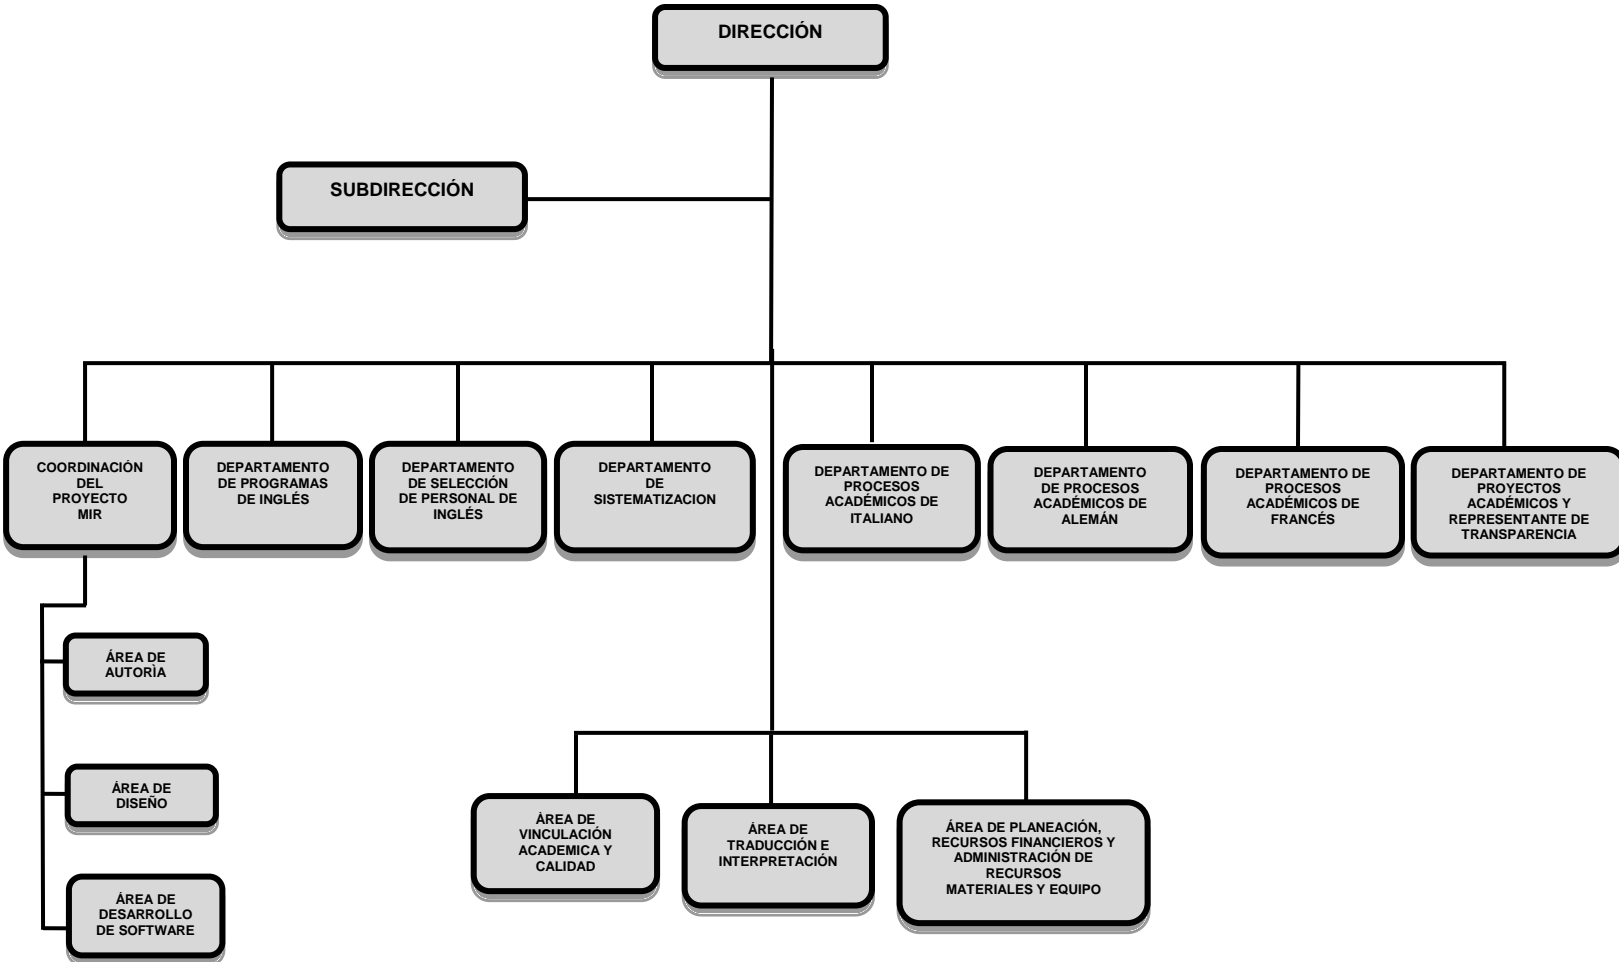 DIRECCIÓN
SUBDIRECCIÓN
COORDINACIÓN
DEL
PROYECTO
MIR
DEPARTAMENTO
DE PROGRAMAS
DE INGLÉS
DEPARTAMENTO
DE SELECCIÓN
DE PERSONAL DE
INGLÉS
DEPARTAMENTO
DE
SISTEMATIZACION
DEPARTAMENTO DE
PROCESOS
ACADÉMICOS DE
ITALIANO
DEPARTAMENTO
DE PROCESOS
ACADÉMICOS DE
ALEMÁN
DEPARTAMENTO DE
PROCESOS
ACADÉMICOS DE
FRANCÉS
DEPARTAMENTO DE
PROYECTOS
ACADÉMICOS Y
REPRESENTANTE DE
TRANSPARENCIA
ÁREA DE
AUTORÌA
ÁREA DE
DISEÑO
ÁREA DE
DESARROLLO
DE SOFTWARE
ÁREA DE
VINCULACIÓN
ACADEMICA Y
CALIDAD
ÁREA DE
TRADUCCIÓN E
INTERPRETACIÓN
ÁREA DE PLANEACIÓN,
RECURSOS FINANCIEROS Y
ADMINISTRACIÓN DE
RECURSOS
MATERIALES Y EQUIPO